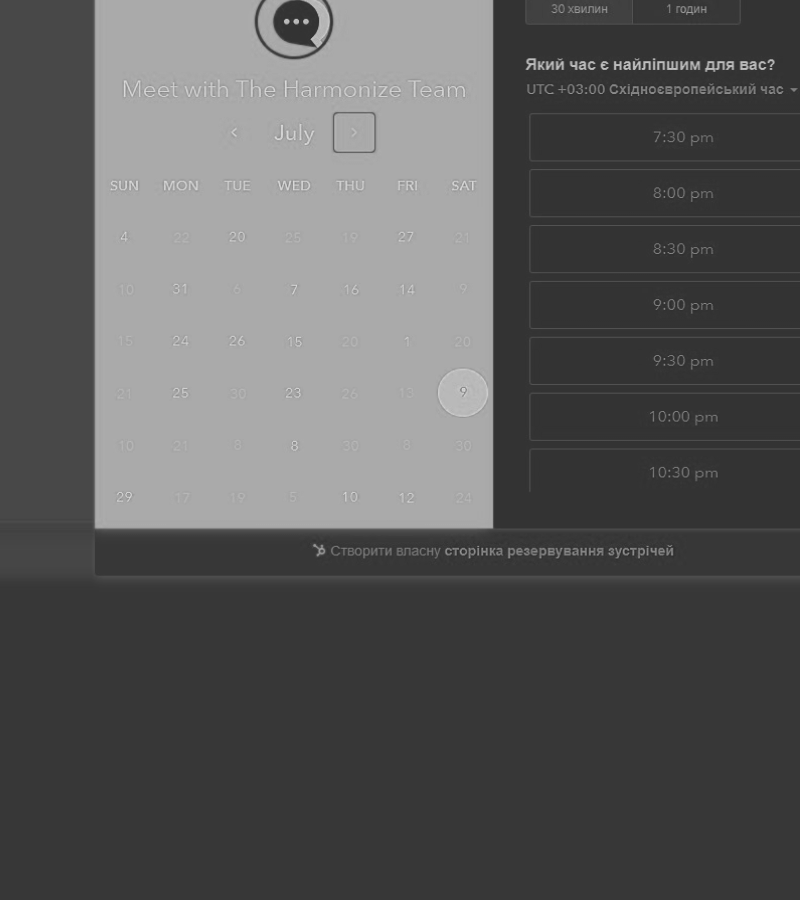 Meet with The Harmonize Team
July
SUN MON TUE WED THU FRI SAT
4 22 20 25 19 27 21
10 31 6 7 16 14 9
15 24 26 15 20 1 20
21 25 30 23 26 13 9
10 21 8 8 30 8 30
29 17 19 5 10 12 24
30 хвилин 1 годин
Який час є найліпшим для вас?
UTC +03:00 Східноєвропейський час
7:30 pm
8:00 pm
8:30 pm
9:00 pm
9:30 pm
10:00 pm
10:30 pm
Створити власну сторінка резервування зустрічей